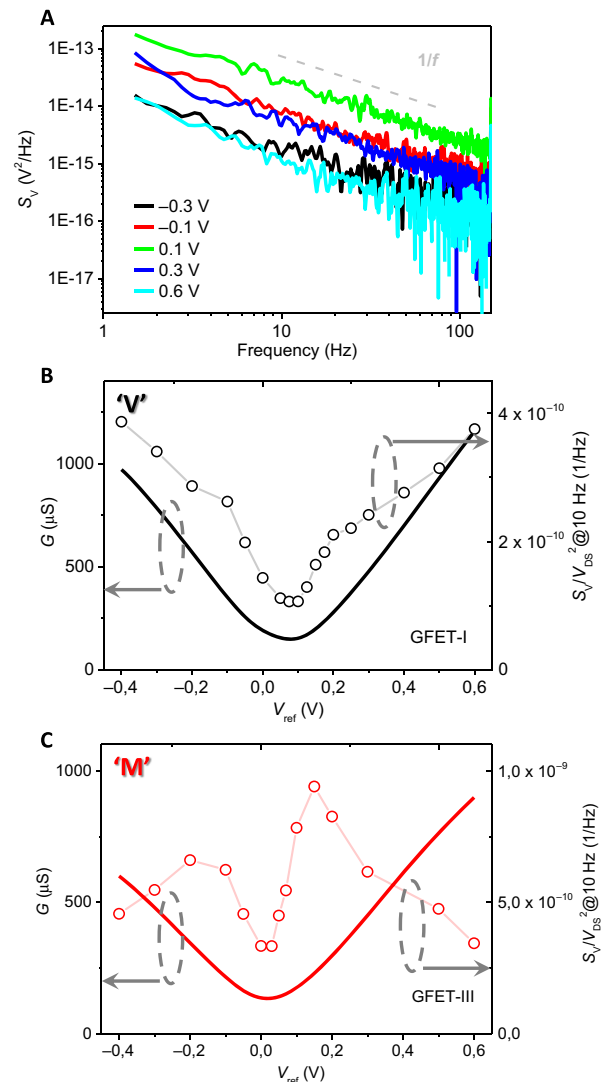 A
1E-13
1E-14
1E-15
1E-16
1E-17
S_V (V²/Hz)
1/f
–0.3 V
–0.1 V
0.1 V
0.3 V
0.6 V
1 10 100
Frequency (Hz)
B
'V'
1000
500
0
G (μS)
4 x 10⁻¹⁰
2 x 10⁻¹⁰
0
S_V/V_DS² @10 Hz (1/Hz)
GFET-I
–0,4 –0,2 0,0 0,2 0,4 0,6
V_ref (V)
C
'M'
1000
500
0
G (μS)
1,0 x 10⁻⁹
5,0 x 10⁻¹⁰
0,0
S_V/V_DS² @10 Hz (1/Hz)
GFET-III
–0,4 –0,2 0,0 0,2 0,4 0,6
V_ref (V)